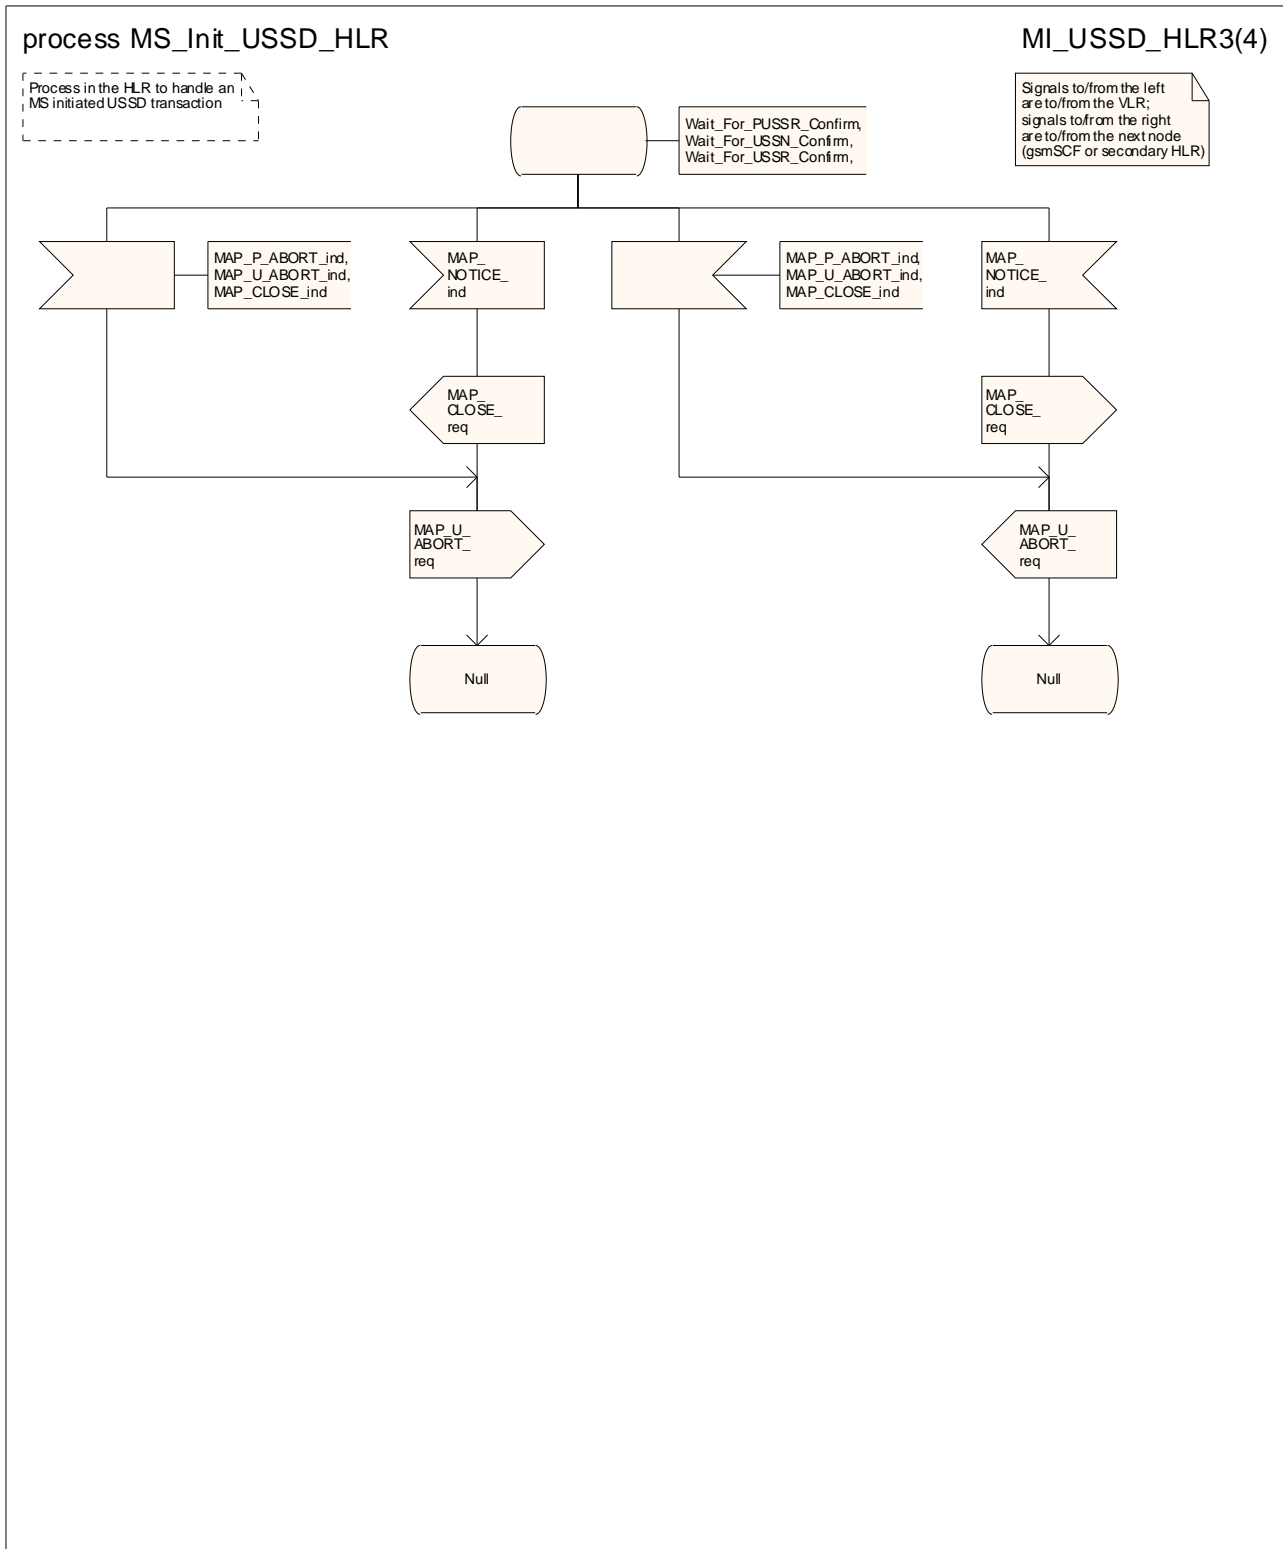 process MS_Init_USSD_HLR
MI_USSD_HLR3(4)
Process in the HLR to handle an
MS initiated USSD transaction
Signals to/from the left
are to/from the VLR;
signals to/from the right
are to/from the next node
(gsmSCF or secondary HLR)
Wait_For_PUSSR_Confirm,
Wait_For_USSN_Confirm,
Wait_For_USSR_Confirm,
MAP_P_ABORT_ind,
MAP_U_ABORT_ind,
MAP_CLOSE_ind
MAP_
NOTICE_
ind
MAP_P_ABORT_ind,
MAP_U_ABORT_ind,
MAP_CLOSE_ind
MAP_
NOTICE_
ind
MAP_
CLOSE_
req
MAP_
CLOSE_
req
MAP_U_
ABORT_
req
MAP_U_
ABORT_
req
Null
Null